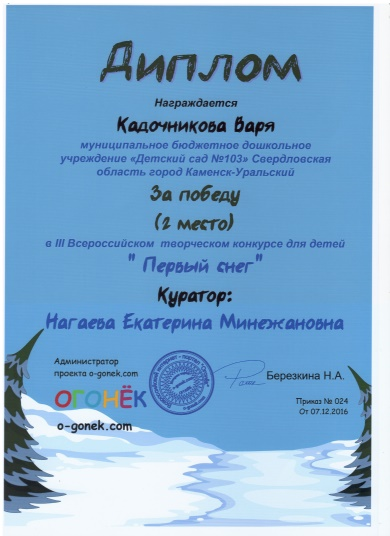 Диплом
Награждается
Кадочникова Варя
муниципальное бюджетное дошкольное
учреждение «Детский сад №103» Свердловская
область город Каменск-Уральский
За победу
(2 место)
в III Всероссийском творческом конкурсе для детей
" Первый снег"
Куратор:
Нагаева Екатерина Минежановна
Администратор
проекта o-gonek.com
ОГОНЁК
o-gonek.com
Березкина Н.А.
Приказ № 024
От 07.12.2016